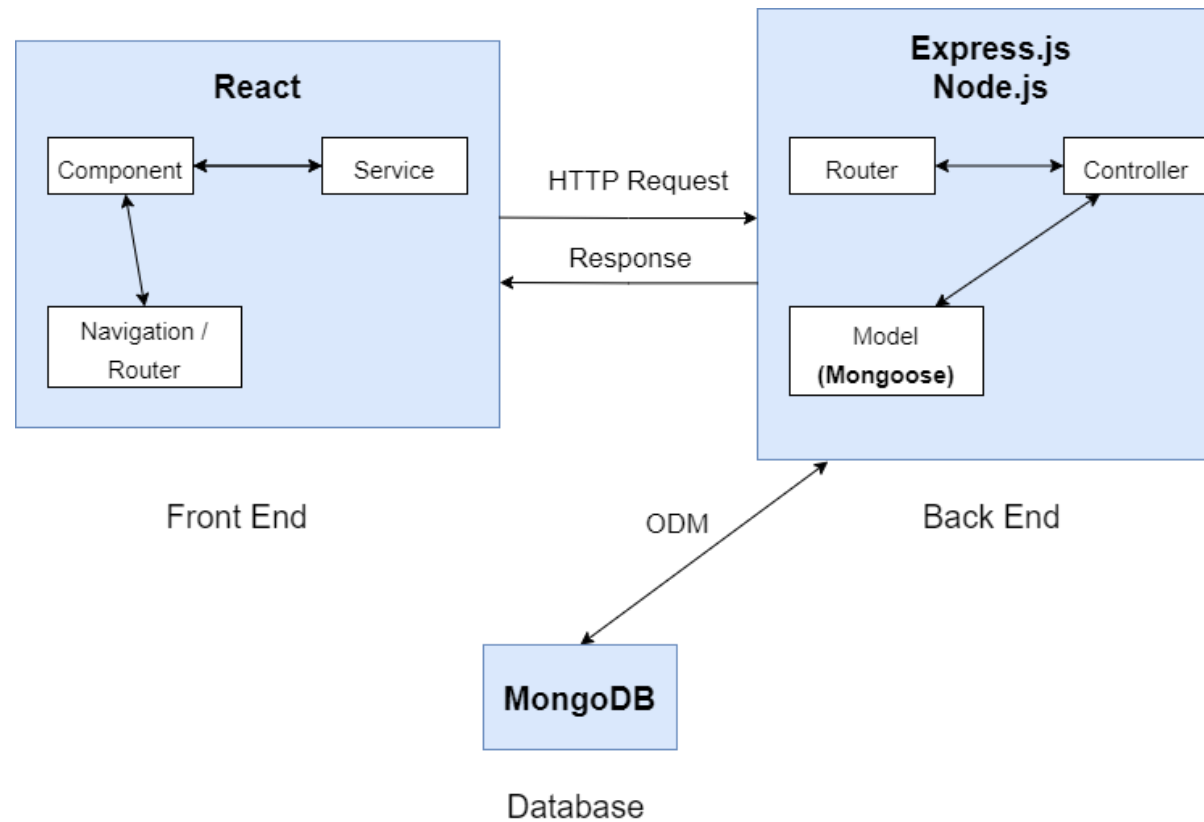 React
Component
Service
Navigation /
Router
Front End
HTTP Request
Response
Express.js
Node.js
Router
Controller
Model
(Mongoose)
Back End
ODM
MongoDB
Database